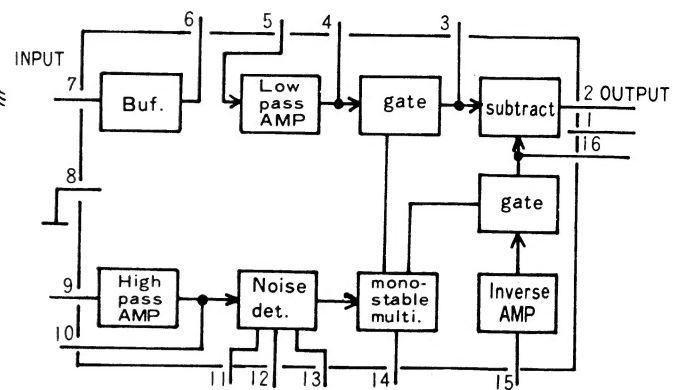 6 5 4 3
INPUT
7
Buf.
Low
pass
AMP
gate
subtract
2 OUTPUT
1
16
8
gate
9
High
pass
AMP
Noise
det.
mono-
stable
multi.
Inverse
AMP
10
11 12 13 14 15